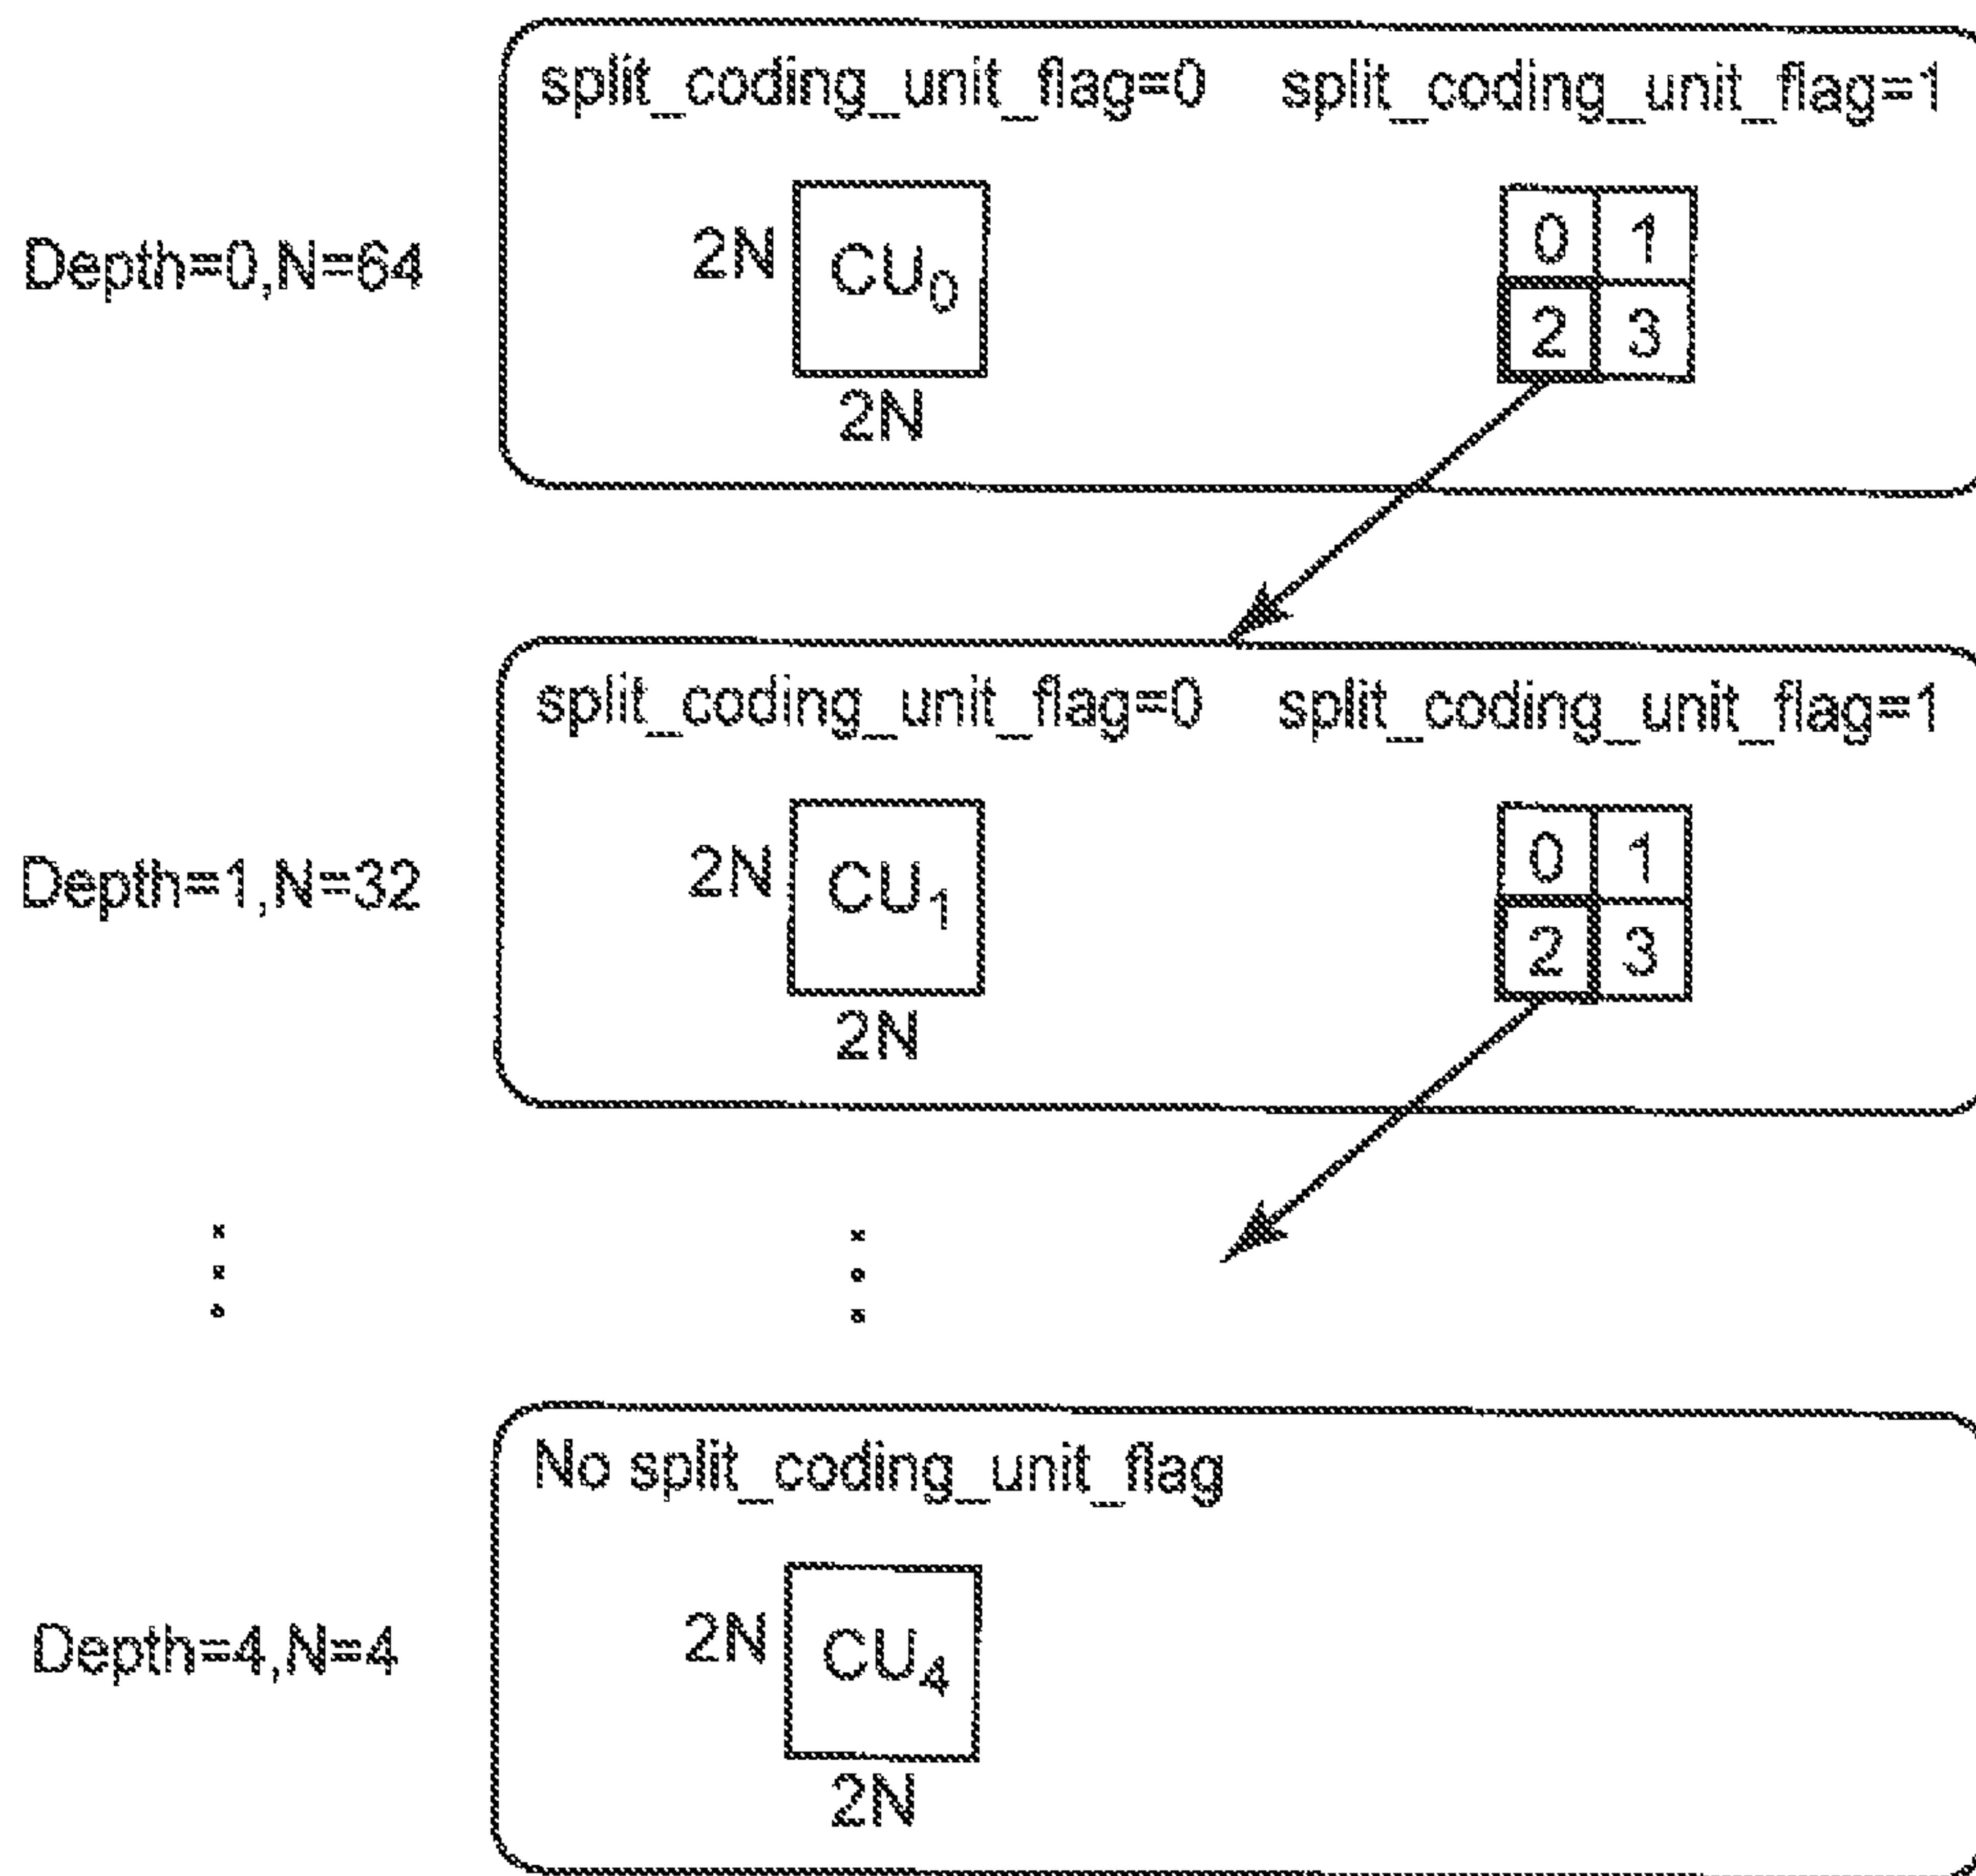 split_coding_unit_flag=0 split_coding_unit_flag=1
Depth=0,N=64
2N CU0 0 1
2 3
2N
split_coding_unit_flag=0 split_coding_unit_flag=1
Depth=1,N=32
2N CU1 0 1
2 3
2N
No split_coding_unit_flag
Depth=4,N=4
2N CU4
2N